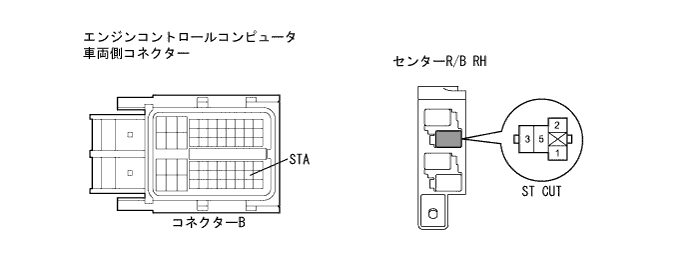 エンジンコントロールコンピュータ
車両側コネクター
センターR/B RH
STA
コネクターB
2
3 5
1
ST CUT